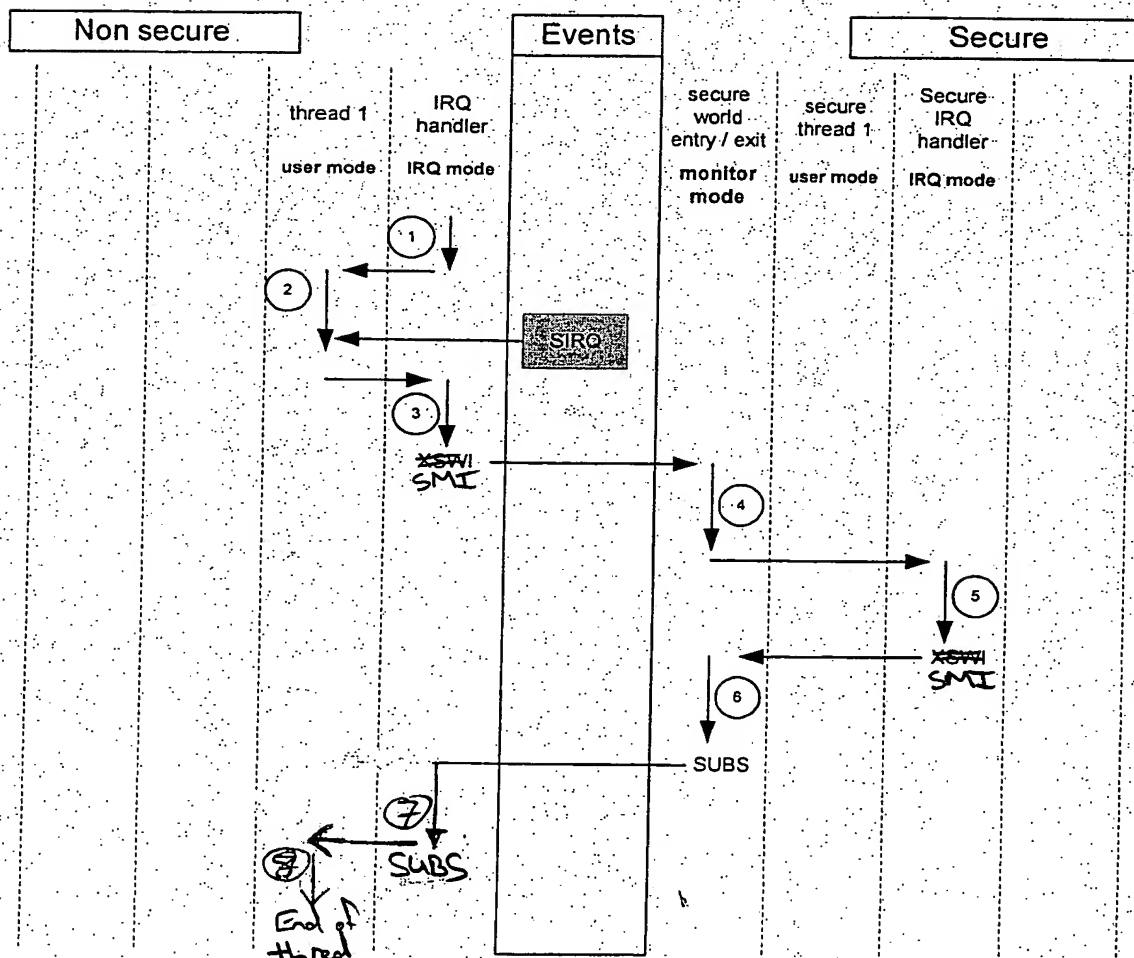 Non secure
Events
Secure
thread 1
user mode
IRQ
handler
IRQ mode
secure
world
entry / exit
monitor
mode
secure
thread 1
user mode
Secure
IRQ
handler
IRQ mode
1
2
SIRQ
3
XSWI
SMI
4
5
XSWI
SMI
6
SUBS
7
SUBS
8
End of
thread